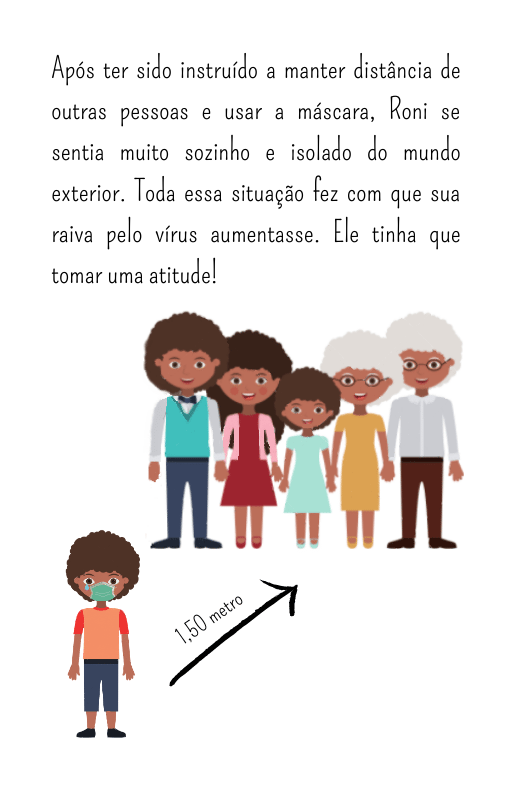 Após ter sido instruído a manter distância de
outras pessoas e usar a máscara, Roni se
sentia muito sozinho e isolado do mundo
exterior. Toda essa situação fez com que sua
raiva pelo vírus aumentasse. Ele tinha que
tomar uma atitude!
1,50 metro